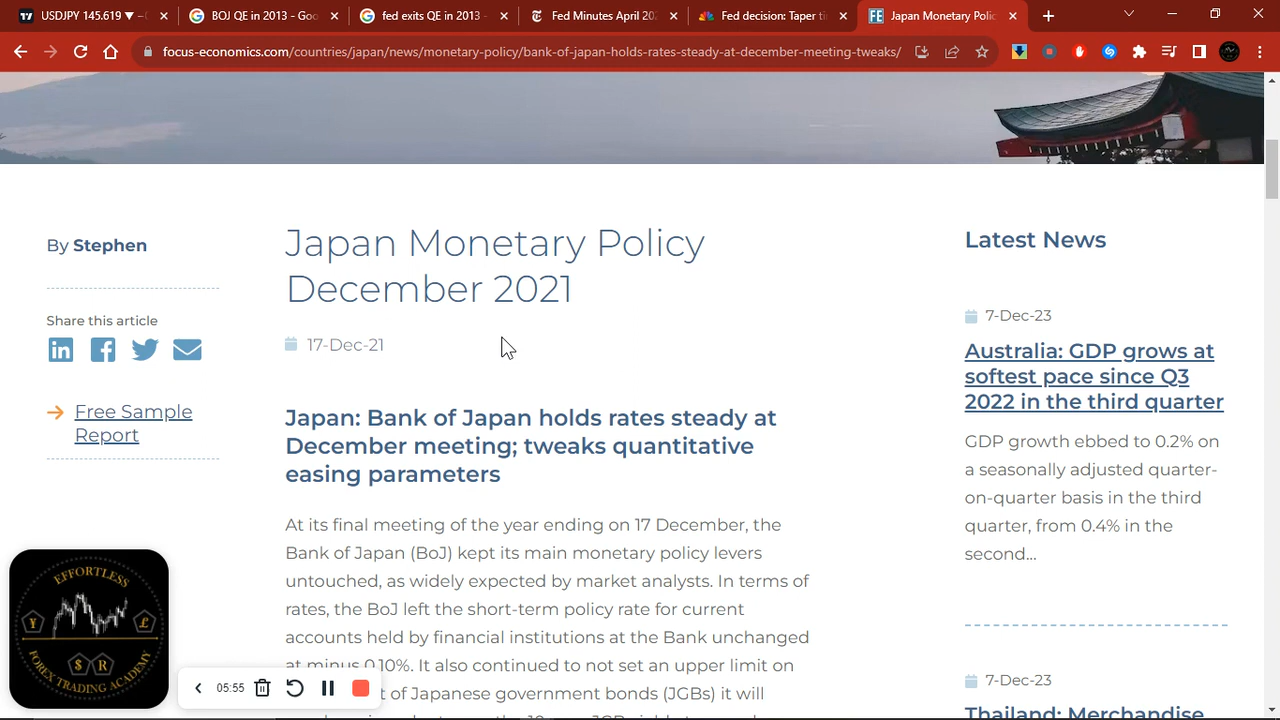 USDJPY 145.619 ▼
BOJ QE in 2013 - Goo
fed exits QE in 2013 -
Fed Minutes April 202
Fed decision: Taper ti
Japan Monetary Polic
focus-economics.com/countries/japan/news/monetary-policy/bank-of-japan-holds-rates-steady-at-december-meeting-tweaks/
By Stephen
Share this article
Free Sample
Report
Japan Monetary Policy
December 2021
17-Dec-21
Japan: Bank of Japan holds rates steady at
December meeting; tweaks quantitative
easing parameters
At its final meeting of the year ending on 17 December, the
Bank of Japan (BoJ) kept its main monetary policy levers
untouched, as widely expected by market analysts. In terms of
rates, the BoJ left the short-term policy rate for current
accounts held by financial institutions at the Bank unchanged
at minus 0.10%. It also continued to not set an upper limit on
t of Japanese government bonds (JGBs) it will
Latest News
7-Dec-23
Australia: GDP grows at
softest pace since Q3
2022 in the third quarter
GDP growth ebbed to 0.2% on
a seasonally adjusted quarter-
on-quarter basis in the third
quarter, from 0.4% in the
second...
7-Dec-23
Thailand: Merchandise
EFFORTLESS
¥ £
$ R
FOREX TRADING ACADEMY
05:55